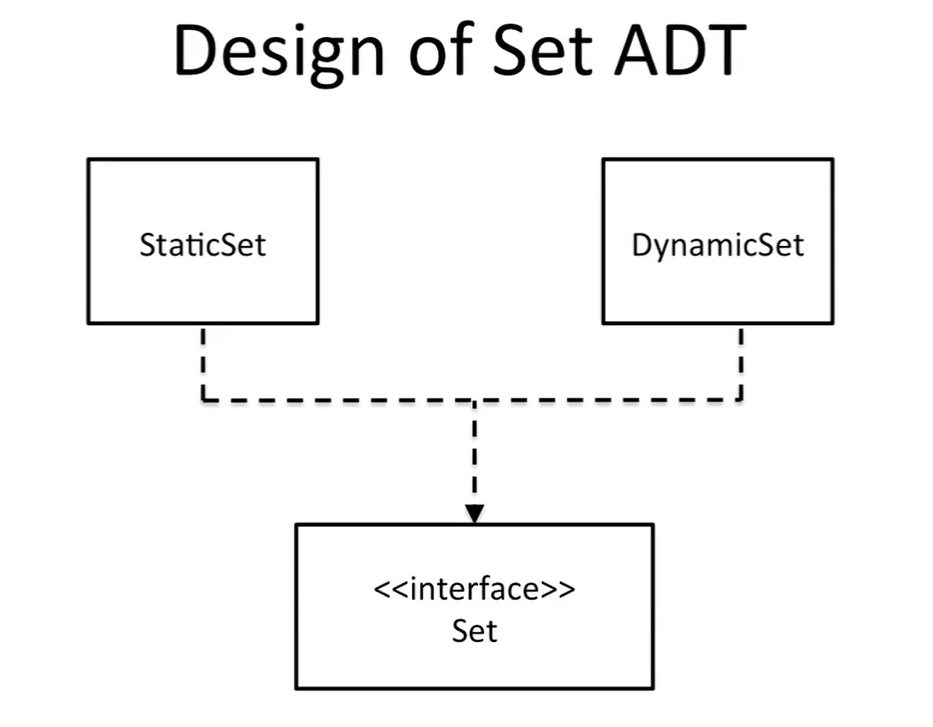 Design of Set ADT
StaticSet
DynamicSet
<<interface>>
Set